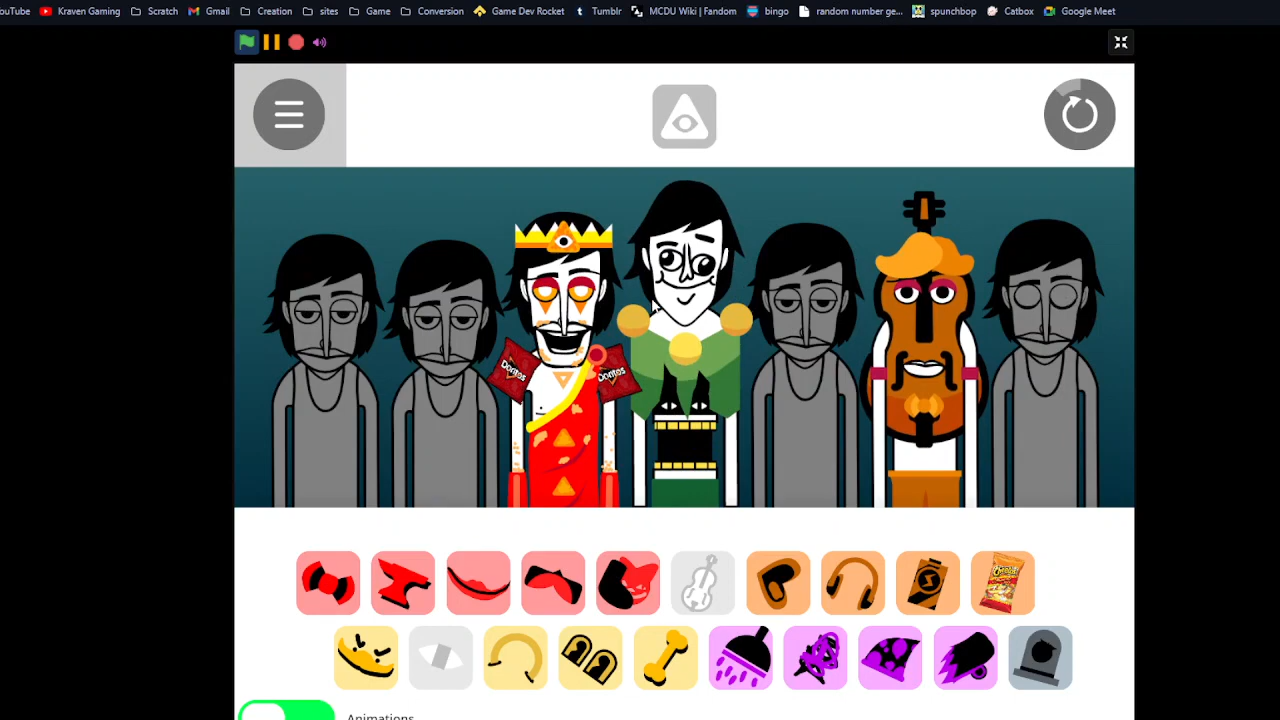 ouTube Kraven Gaming Scratch Gmail Creation sites Game Conversion Game Dev Rocket Tumblr MCDU Wiki | Fandom bingo random number ge... spunchbop Catbox Google Meet
Doritos Doritos
Cheetos
Animations